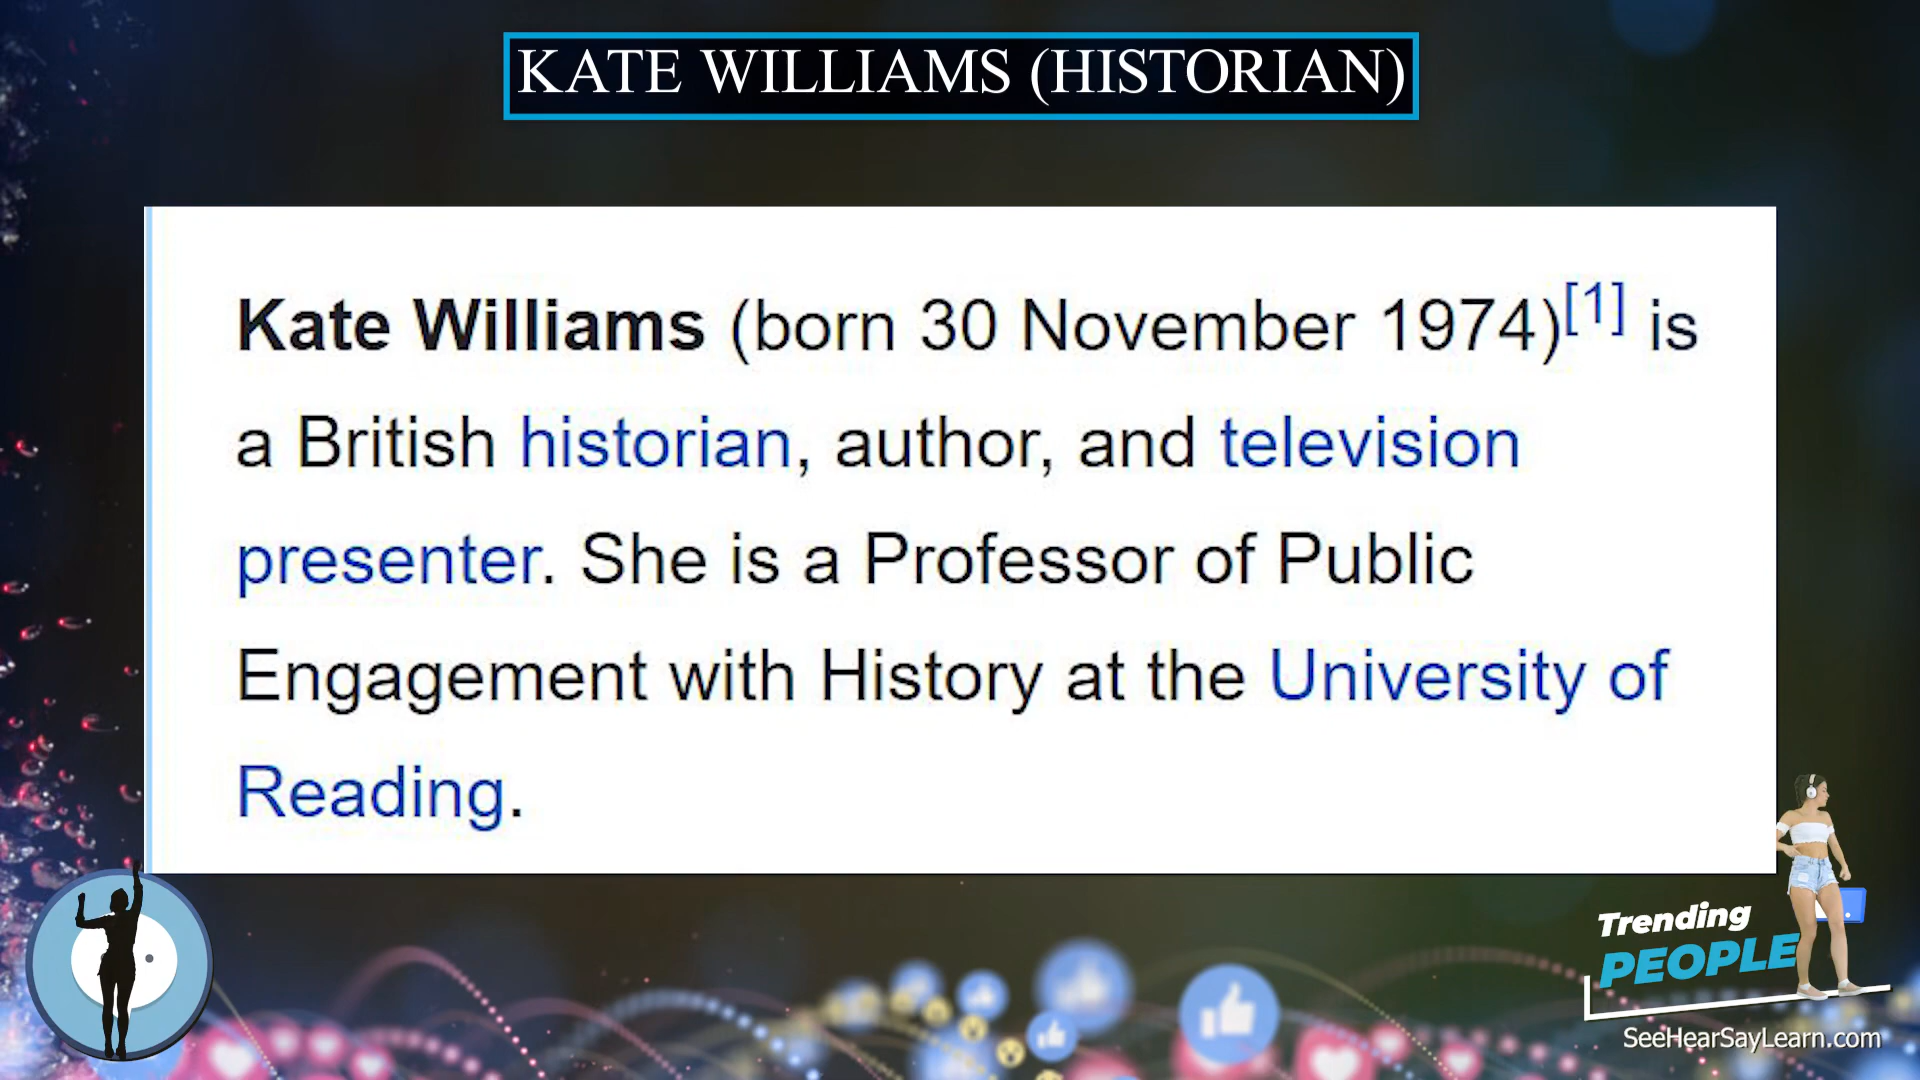 KATE WILLIAMS (HISTORIAN)
Kate Williams (born 30 November 1974)[1] is
a British historian, author, and television
presenter. She is a Professor of Public
Engagement with History at the University of
Reading.
Trending
PEOPLE
SeeHearSayLearn.com